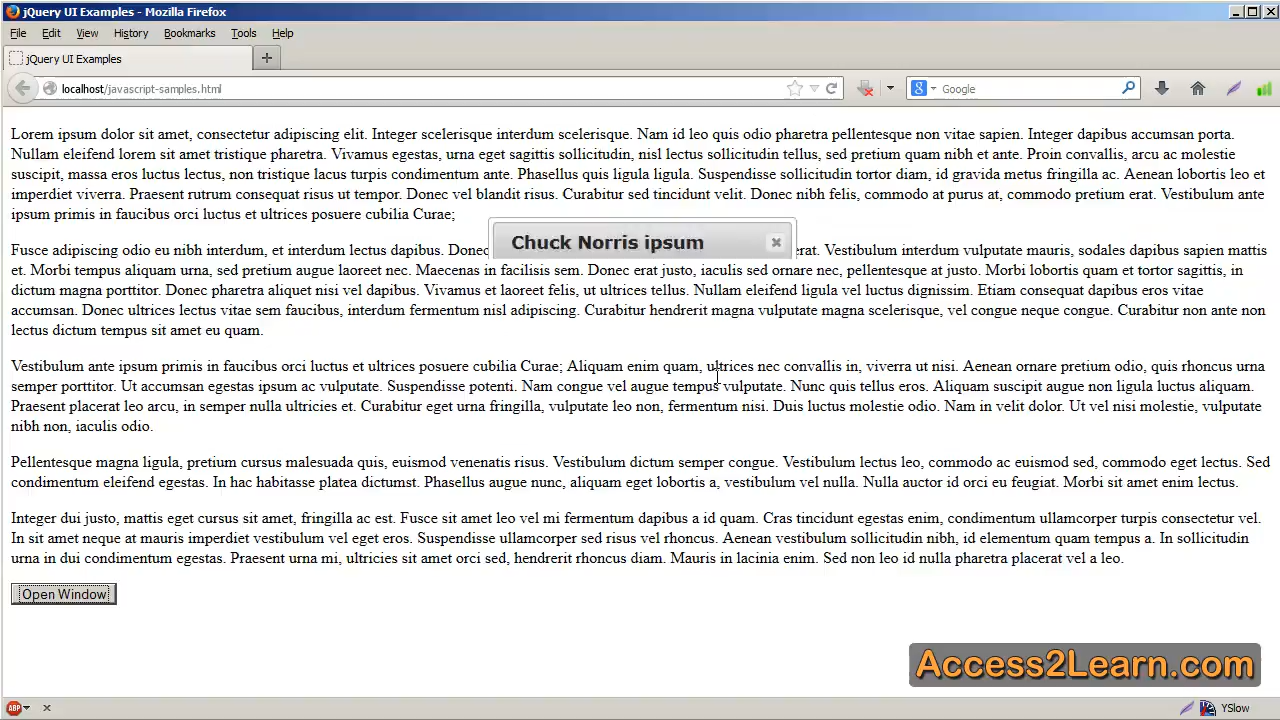 jQuery UI Examples - Mozilla Firefox
File Edit View History Bookmarks Tools Help
jQuery UI Examples
localhost/javascript-samples.html Google
Lorem ipsum dolor sit amet, consectetur adipiscing elit. Integer scelerisque interdum scelerisque. Nam id leo quis odio pharetra pellentesque non vitae sapien. Integer dapibus accumsan porta.
Nullam eleifend lorem sit amet tristique pharetra. Vivamus egestas, urna eget sagittis sollicitudin, nisl lectus sollicitudin tellus, sed pretium quam nibh et ante. Proin convallis, arcu ac molestie
suscipit, massa eros luctus lectus, non tristique lacus turpis condimentum ante. Phasellus quis ligula ligula. Suspendisse sollicitudin tortor diam, id gravida metus fringilla ac. Aenean lobortis leo et
imperdiet viverra. Praesent rutrum consequat risus ut tempor. Donec vel blandit risus. Curabitur sed tincidunt velit. Donec nibh felis, commodo at purus at, commodo pretium erat. Vestibulum ante
ipsum primis in faucibus orci luctus et ultrices posuere cubilia Curae;
Chuck Norris ipsum
Fusce adipiscing odio eu nibh interdum, et interdum lectus dapibus. Donec erat. Vestibulum interdum vulputate mauris, sodales dapibus sapien mattis
et. Morbi tempus aliquam urna, sed pretium augue laoreet nec. Maecenas in facilisis sem. Donec erat justo, iaculis sed ornare nec, pellentesque at justo. Morbi lobortis quam et tortor sagittis, in
dictum magna porttitor. Donec pharetra aliquet nisi vel dapibus. Vivamus et laoreet felis, ut ultrices tellus. Nullam eleifend ligula vel luctus dignissim. Etiam consequat dapibus eros vitae
accumsan. Donec ultrices lectus vitae sem faucibus, interdum fermentum nisl adipiscing. Curabitur hendrerit magna vulputate magna scelerisque, vel congue neque congue. Curabitur non ante non
lectus dictum tempus sit amet eu quam.
Vestibulum ante ipsum primis in faucibus orci luctus et ultrices posuere cubilia Curae; Aliquam enim quam, ultrices nec convallis in, viverra ut nisi. Aenean ornare pretium odio, quis rhoncus urna
semper porttitor. Ut accumsan egestas ipsum ac vulputate. Suspendisse potenti. Nam congue vel augue tempus vulputate. Nunc quis tellus eros. Aliquam suscipit augue non ligula luctus aliquam.
Praesent placerat leo arcu, in semper nulla ultricies et. Curabitur eget urna fringilla, vulputate leo non, fermentum nisi. Duis luctus molestie odio. Nam in velit dolor. Ut vel nisi molestie, vulputate
nibh non, iaculis odio.
Pellentesque magna ligula, pretium cursus malesuada quis, euismod venenatis risus. Vestibulum dictum semper congue. Vestibulum lectus leo, commodo ac euismod sed, commodo eget lectus. Sed
condimentum eleifend egestas. In hac habitasse platea dictumst. Phasellus augue nunc, aliquam eget lobortis a, vestibulum vel nulla. Nulla auctor id orci eu feugiat. Morbi sit amet enim lectus.
Integer dui justo, mattis eget cursus sit amet, fringilla ac est. Fusce sit amet leo vel mi fermentum dapibus a id quam. Cras tincidunt egestas enim, condimentum ullamcorper turpis consectetur vel.
In sit amet neque at mauris imperdiet vestibulum vel eget eros. Suspendisse ullamcorper sed risus vel rhoncus. Aenean vestibulum sollicitudin nibh, id elementum quam tempus a. In sollicitudin
urna in dui condimentum egestas. Praesent urna mi, ultricies sit amet orci sed, hendrerit rhoncus diam. Mauris in lacinia enim. Sed non leo id nulla pharetra placerat vel a leo.
Open Window
Access2Learn.com
ABP YSlow